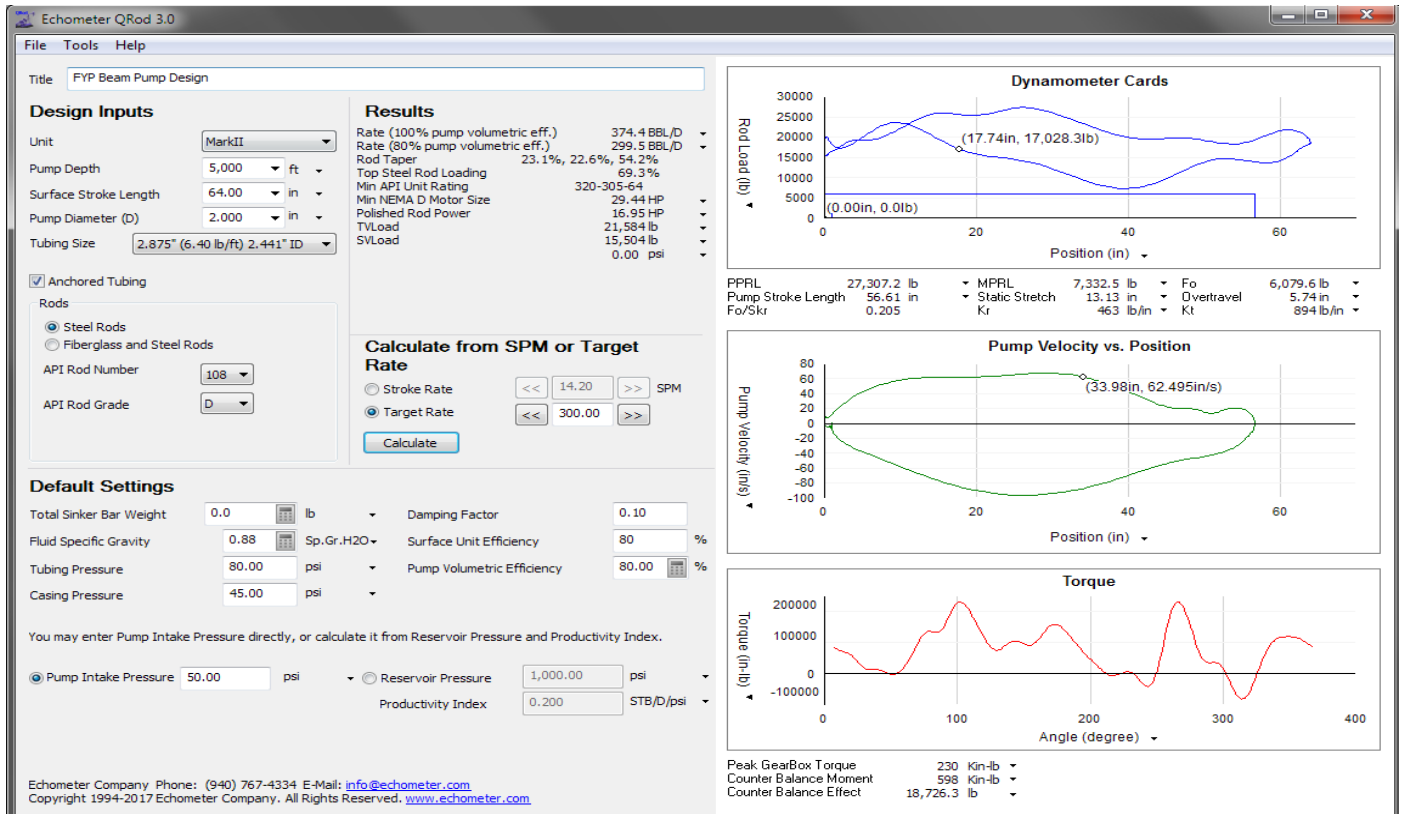 Echometer QRod 3.0
File Tools Help
Title FYP Beam Pump Design
Design Inputs
Unit MarkII
Pump Depth 5,000 ft
Surface Stroke Length 64.00 in
Pump Diameter (D) 2.000 in
Tubing Size 2.875" (6.40 lb/ft) 2.441" ID
Anchored Tubing
Rods
Steel Rods
Fiberglass and Steel Rods
API Rod Number 108
API Rod Grade D
Results
Rate (100% pump volumetric eff.) 374.4 BBL/D
Rate (80% pump volumetric eff.) 299.5 BBL/D
Rod Taper 23.1%, 22.6%, 54.2%
Top Steel Rod Loading 69.3%
Min API Unit Rating 320-305-64
Min NEMA D Motor Size 29.44 HP
Polished Rod Power 16.95 HP
TVLoad 21,584 lb
SVLoad 15,504 lb
0.00 psi
Calculate from SPM or Target
Rate
Stroke Rate << 14.20 >> SPM
Target Rate << 300.00 >>
Calculate
Default Settings
Total Sinker Bar Weight 0.0 lb
Fluid Specific Gravity 0.88 Sp.Gr.H2O
Tubing Pressure 80.00 psi
Casing Pressure 45.00 psi
Damping Factor 0.10
Surface Unit Efficiency 80 %
Pump Volumetric Efficiency 80.00 %
You may enter Pump Intake Pressure directly, or calculate it from Reservoir Pressure and Productivity Index.
Pump Intake Pressure 50.00 psi
Reservoir Pressure 1,000.00 psi
Productivity Index 0.200 STB/D/psi
Echometer Company Phone: (940) 767-4334 E-Mail: info@echometer.com
Copyright 1994-2017 Echometer Company. All Rights Reserved. www.echometer.com
Dynamometer Cards
Rod Load (lb)
30000
25000
20000
15000
10000
5000
0
(17.74in, 17,028.3lb)
(0.00in, 0.0lb)
0 20 40 60
Position (in)
PPRL 27,307.2 lb MPRL 7,332.5 lb Fo 6,079.6 lb
Pump Stroke Length 56.61 in Static Stretch 13.13 in Overtravel 5.74 in
Fo/Skr 0.205 Kr 463 lb/in Kt 894 lb/in
Pump Velocity vs. Position
Pump Velocity (in/s)
80
60
40
20
0
-20
-40
-60
-80
-100
(33.98in, 62.495in/s)
0 20 40 60
Position (in)
Torque
Torque (in-lb)
200000
100000
0
-100000
0 100 200 300 400
Angle (degree)
Peak GearBox Torque 230 Kin-lb
Counter Balance Moment 598 Kin-lb
Counter Balance Effect 18,726.3 lb